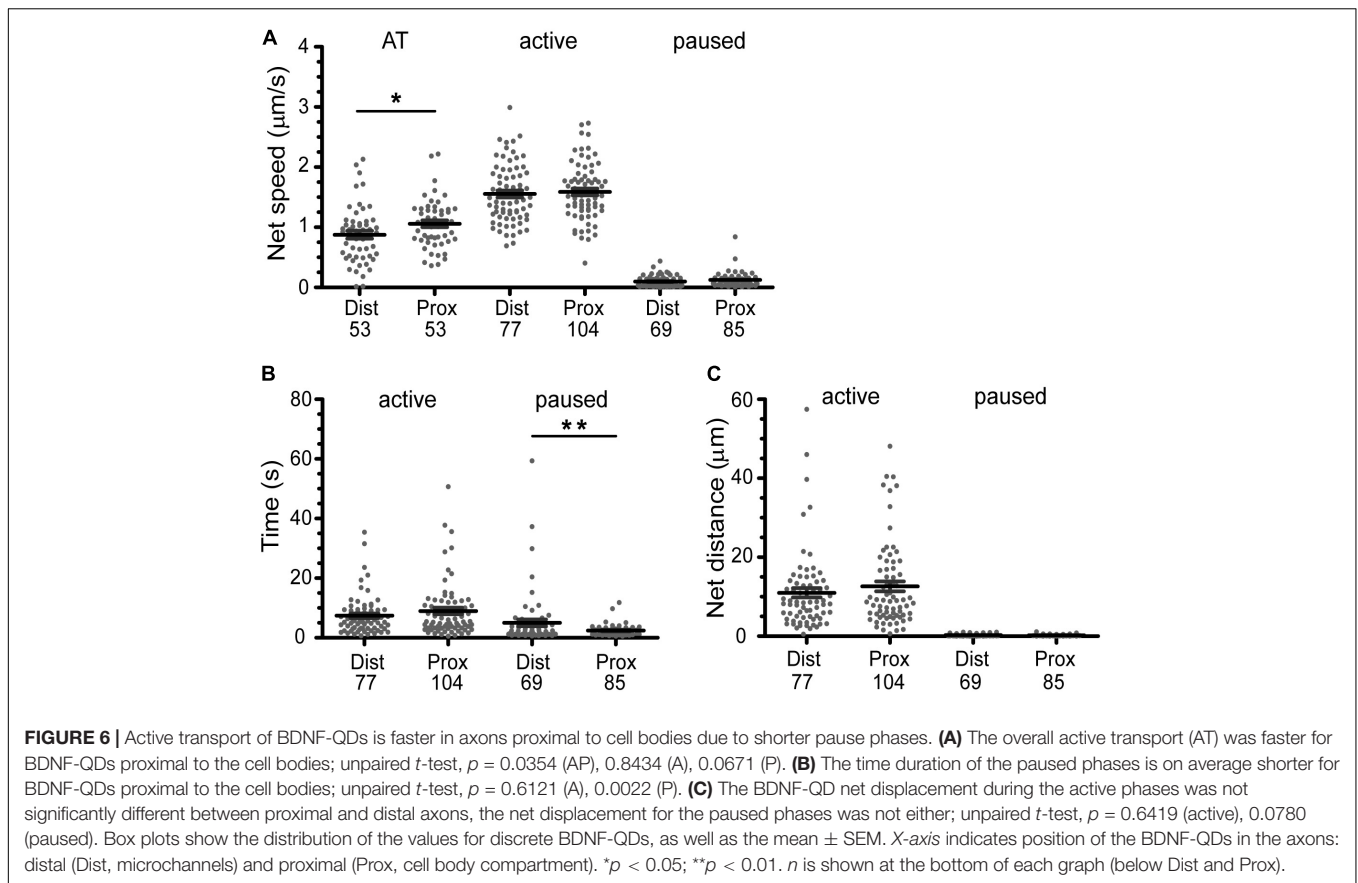 A
AT active paused
4
3
2
1
0
Net speed (μm/s)
*
Dist Prox Dist Prox Dist Prox
53 53 77 104 69 85
B
active paused
80
60
40
20
0
Time (s)
**
Dist Prox Dist Prox
77 104 69 85
C
active paused
60
40
20
0
Net distance (μm)
Dist Prox Dist Prox
77 104 69 85
FIGURE 6 | Active transport of BDNF-QDs is faster in axons proximal to cell bodies due to shorter pause phases. (A) The overall active transport (AT) was faster for
BDNF-QDs proximal to the cell bodies; unpaired t-test, p = 0.0354 (AP), 0.8434 (A), 0.0671 (P). (B) The time duration of the paused phases is on average shorter for
BDNF-QDs proximal to the cell bodies; unpaired t-test, p = 0.6121 (A), 0.0022 (P). (C) The BDNF-QD net displacement during the active phases was not
significantly different between proximal and distal axons, the net displacement for the paused phases was not either; unpaired t-test, p = 0.6419 (active), 0.0780
(paused). Box plots show the distribution of the values for discrete BDNF-QDs, as well as the mean ± SEM. X-axis indicates position of the BDNF-QDs in the axons:
distal (Dist, microchannels) and proximal (Prox, cell body compartment). *p < 0.05; **p < 0.01. n is shown at the bottom of each graph (below Dist and Prox).